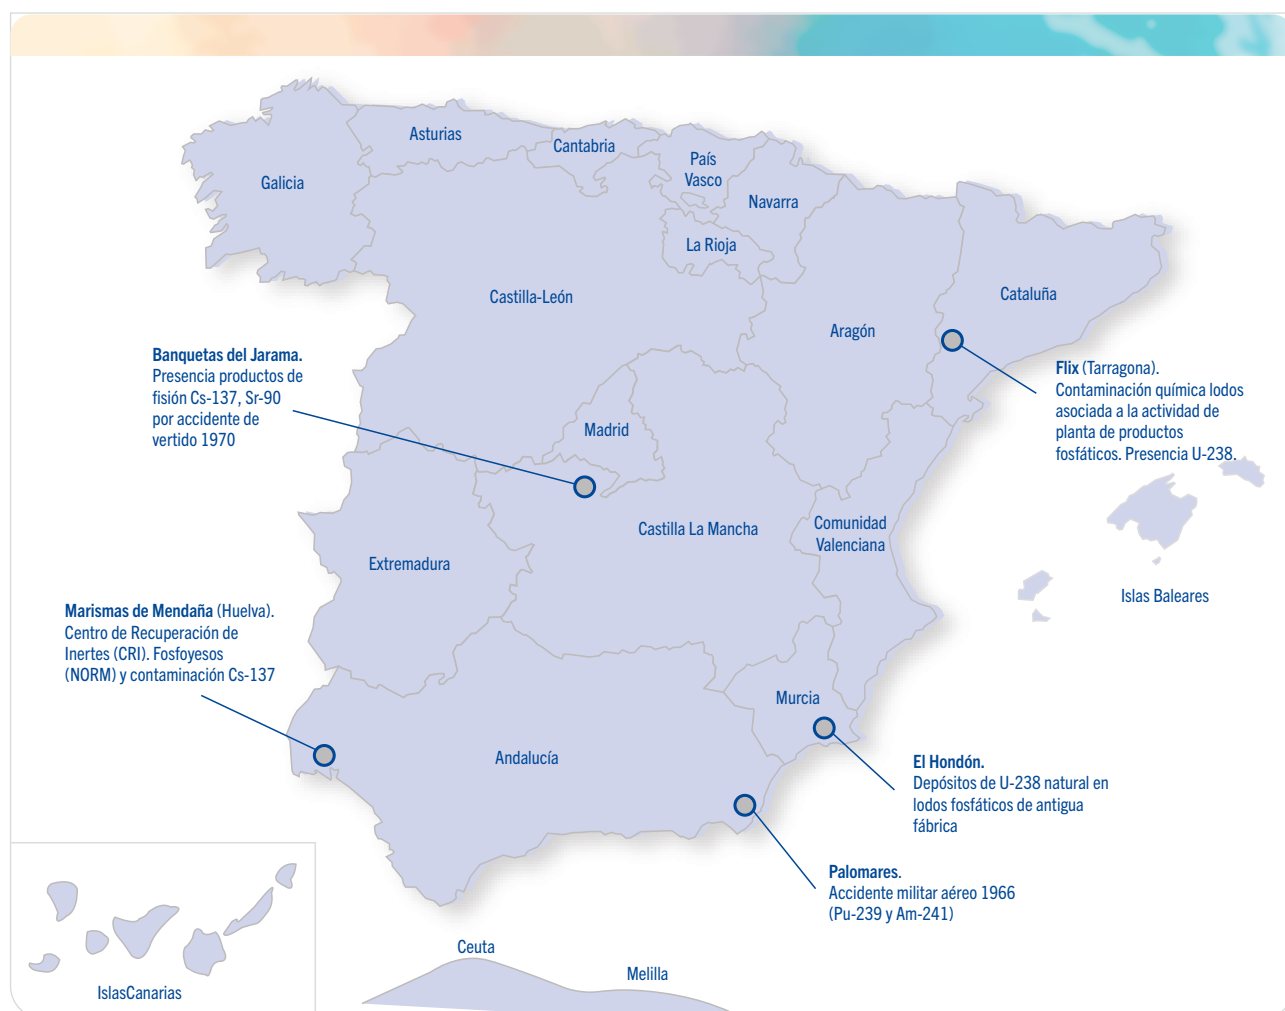 Asturias
Cantabria
País
Vasco
Galicia
Navarra
La Rioja
Castilla-León
Cataluña
Aragón
Banquetas del Jarama.
Presencia productos de
fisión Cs-137, Sr-90
por accidente de
vertido 1970
Flix (Tarragona).
Contaminación química lodos
asociada a la actividad de
planta de productos
fosfáticos. Presencia U-238.
Madrid
Castilla La Mancha
Comunidad
Valenciana
Extremadura
Islas Baleares
Marismas de Mendaña (Huelva).
Centro de Recuperación de
Inertes (CRI). Fosfoyesos
(NORM) y contaminación Cs-137
Murcia
Andalucía
El Hondón.
Depósitos de U-238 natural en
lodos fosfáticos de antigua
fábrica
Palomares.
Accidente militar aéreo 1966
(Pu-239 y Am-241)
Ceuta
Melilla
IslasCanarias